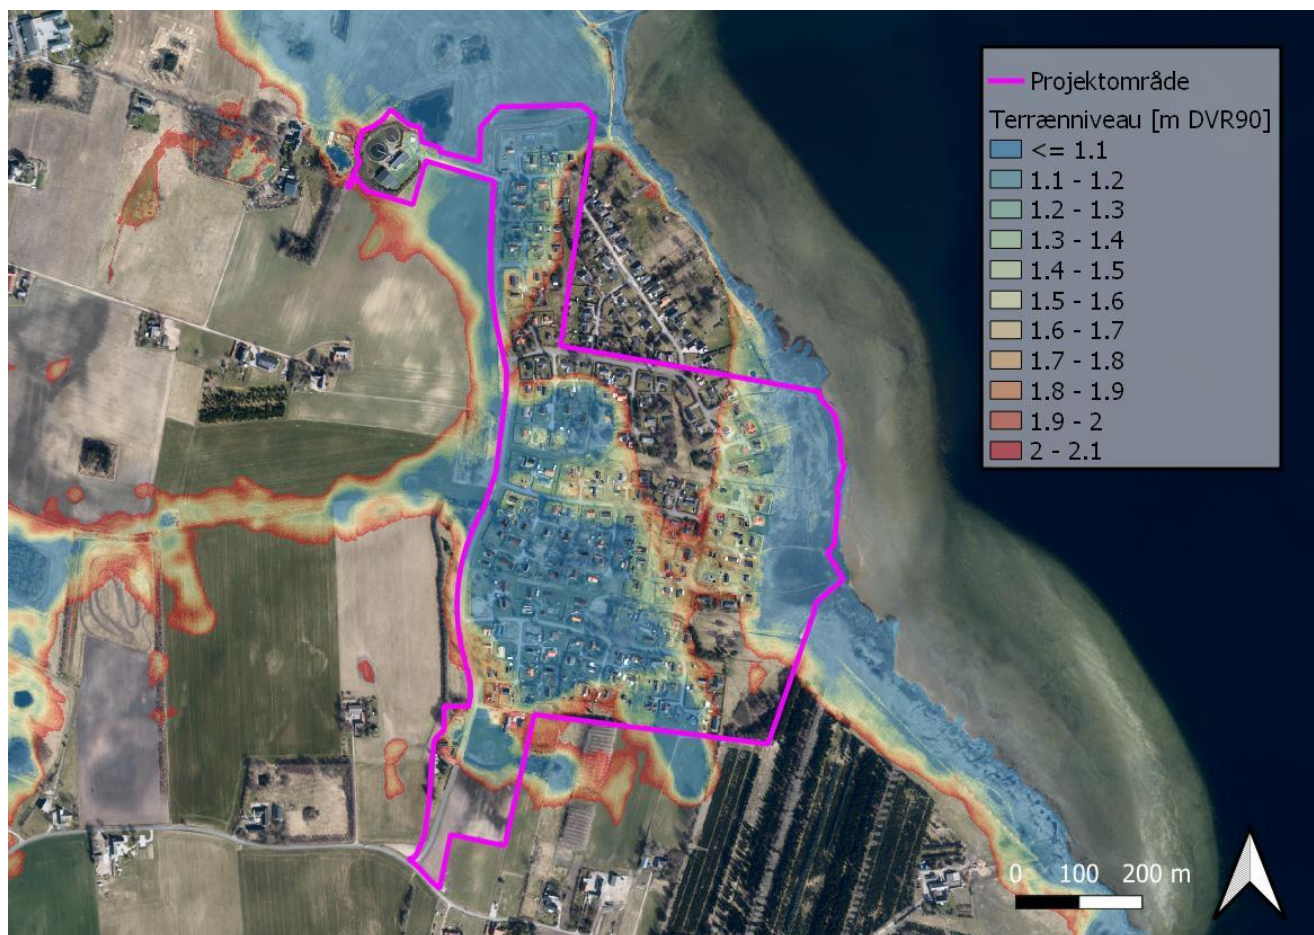 Projektområde
Terrænniveau [m DVR90]
<= 1.1
1.1 - 1.2
1.2 - 1.3
1.3 - 1.4
1.4 - 1.5
1.5 - 1.6
1.6 - 1.7
1.7 - 1.8
1.8 - 1.9
1.9 - 2
2 - 2.1
0 100 200 m